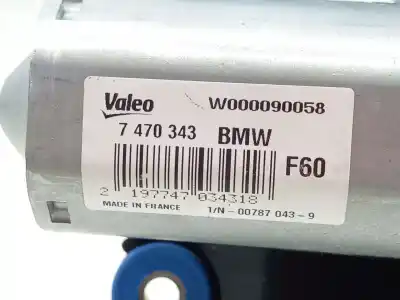 Valeo W000090058
7 470 343 BMW
F60
2 197747 034318
MADE IN FRANCE T/N - 00787 043 - 9